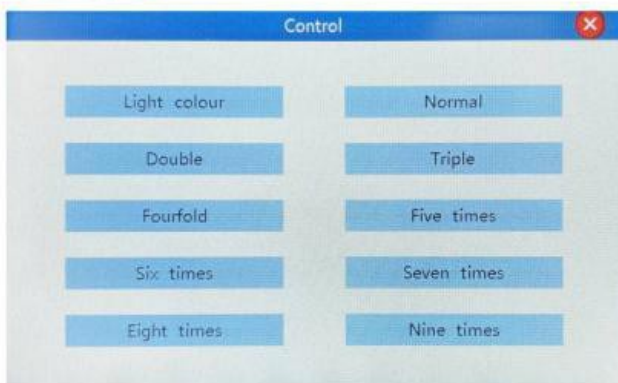 Control
Light colour
Normal
Double
Triple
Fourfold
Five times
Six times
Seven times
Eight times
Nine times